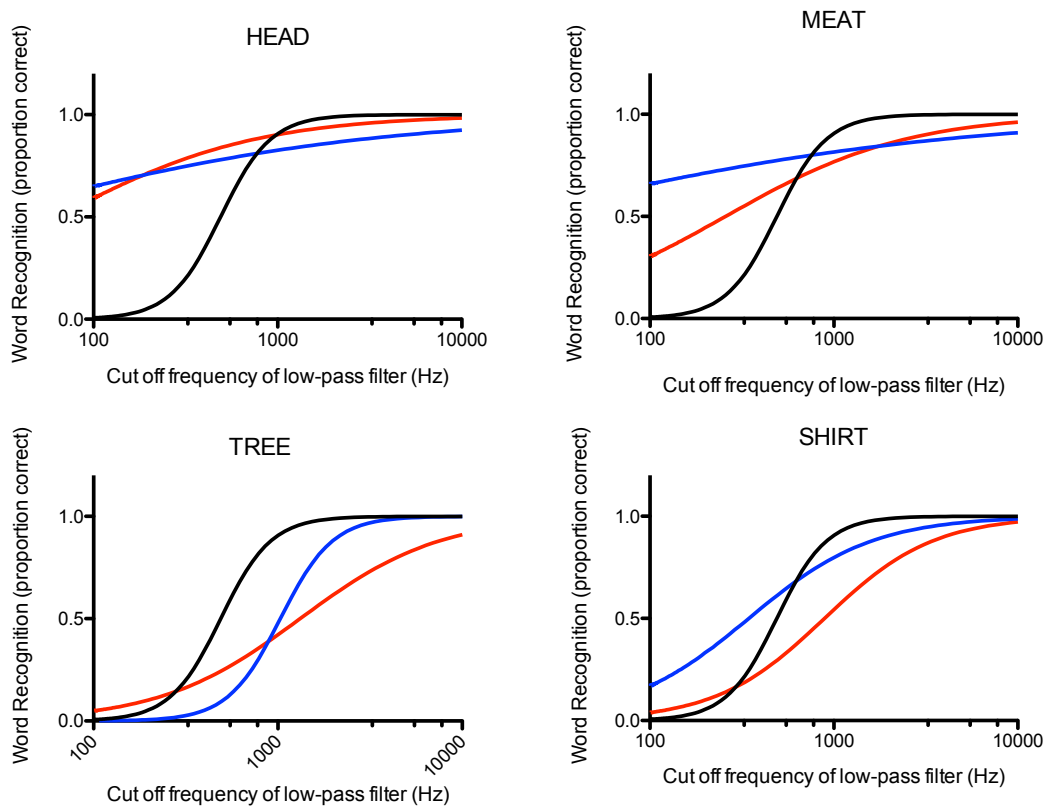 HEAD
Word Recognition (proportion correct)
1.0
0.5
0.0
100 1000 10000
Cut off frequency of low-pass filter (Hz)
MEAT
Word Recognition (proportion correct)
1.0
0.5
0.0
100 1000 10000
Cut off frequency of low-pass filter (Hz)
TREE
Word Recognition (proportion correct)
1.0
0.5
0.0
100 1000 10000
Cut off frequency of low-pass filter (Hz)
SHIRT
Word Recognition (proportion correct)
1.0
0.5
0.0
100 1000 10000
Cut off frequency of low-pass filter (Hz)